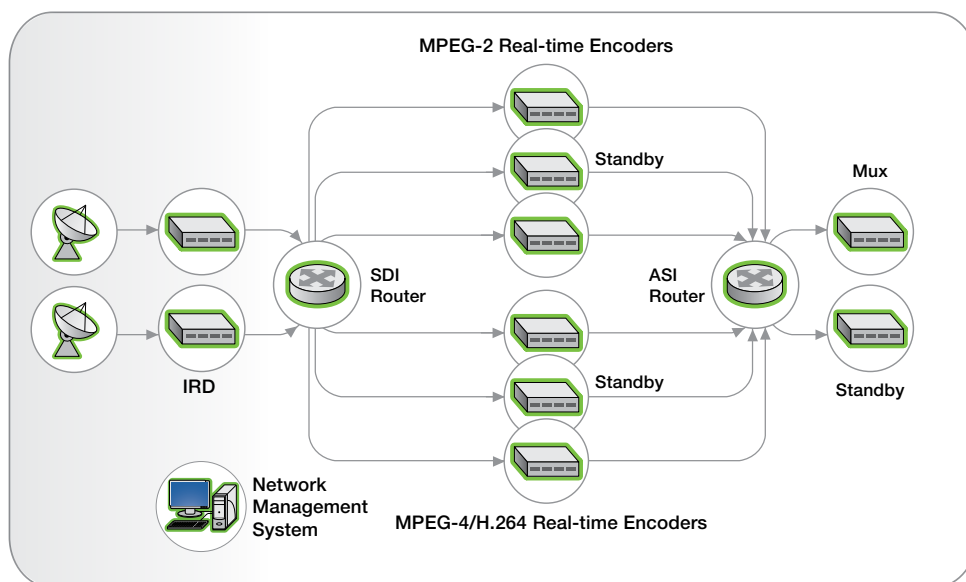 MPEG-2 Real-time Encoders
Standby
Mux
SDI
Router
ASI
Router
IRD
Standby
Standby
Network
Management
System
MPEG-4/H.264 Real-time Encoders